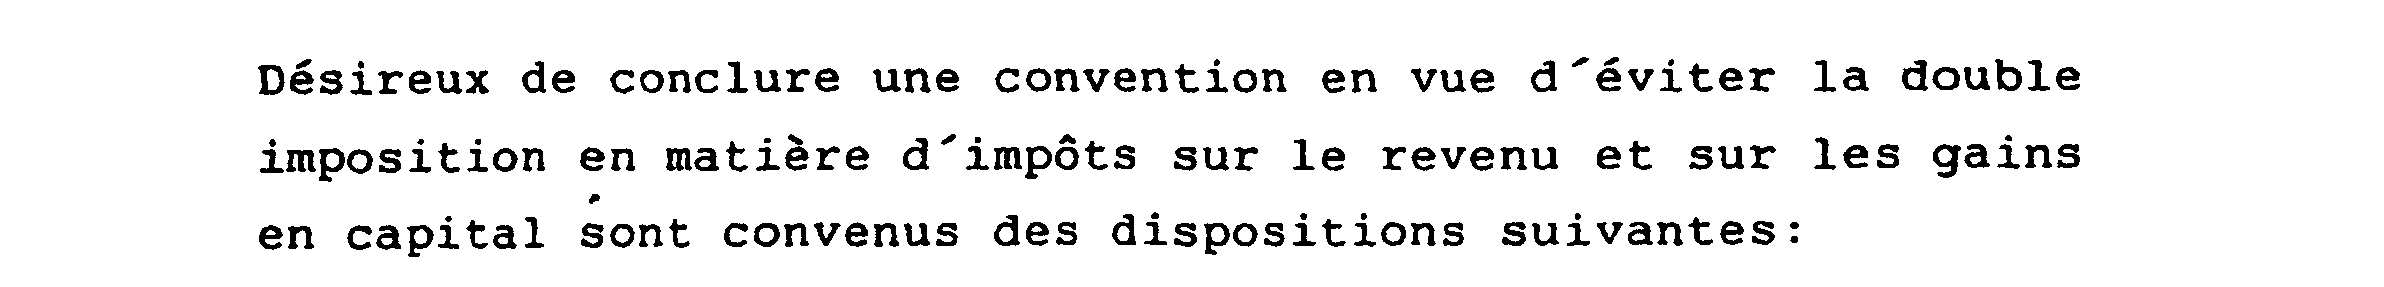 Désireux de conclure une convention en vue d´éviter la double
imposition en matière d´impôts sur le revenu et sur les gains
en capital sont convenus des dispositions suivantes: